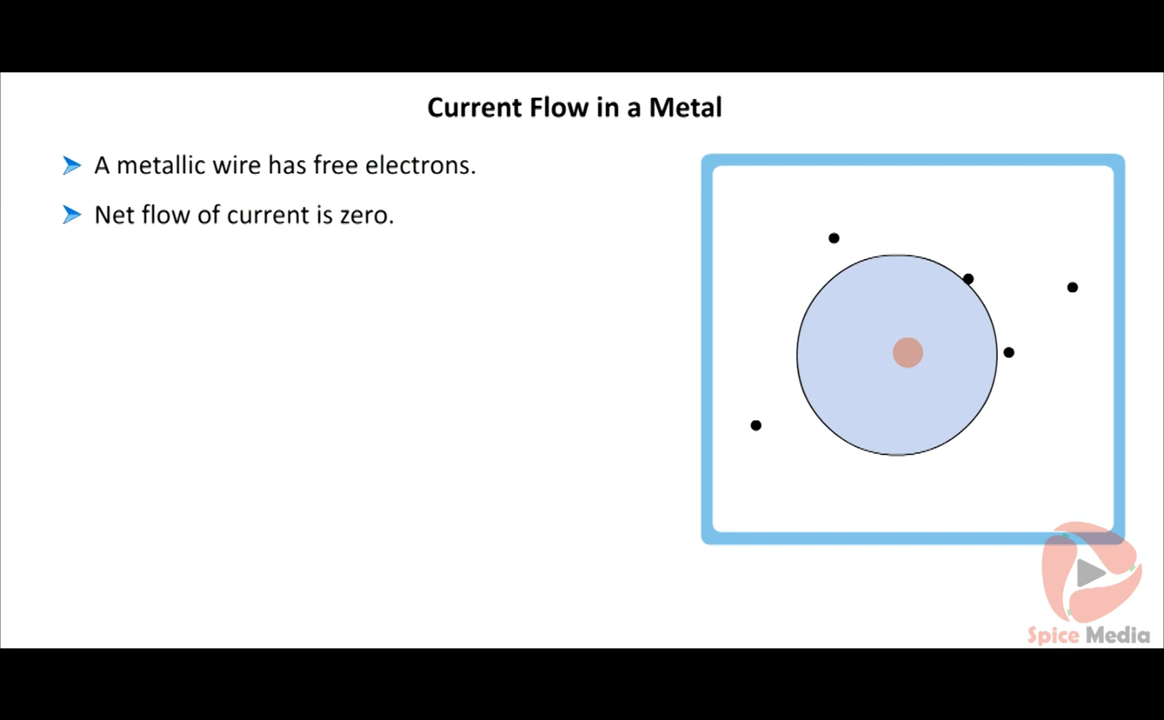 Current Flow in a Metal
A metallic wire has free electrons.
Net flow of current is zero.
Spice Media